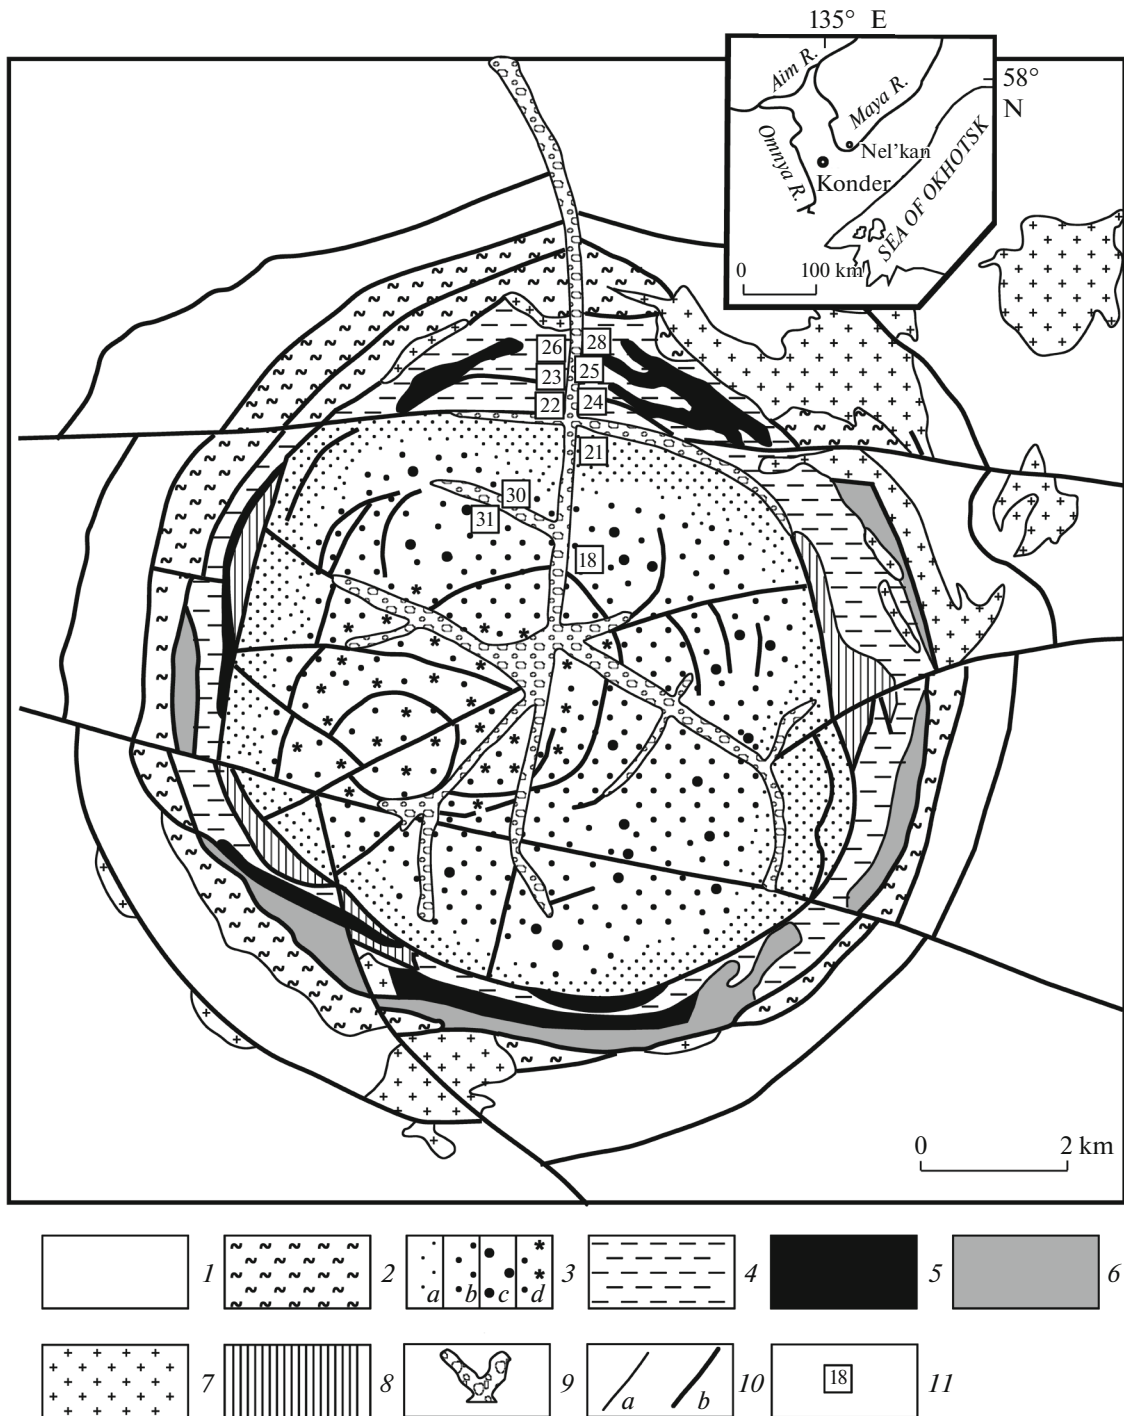 135° E
58°
N
Aim R.
Maya R.
Omnya R.
Nel'kan
Konder
SEA OF OKHOTSK
0 100 km
26 28
23 25
22 24
21
30
31
18
0 2 km
1 2 a b c d 3 4 5 6
7 8 9 a b 10 18 11